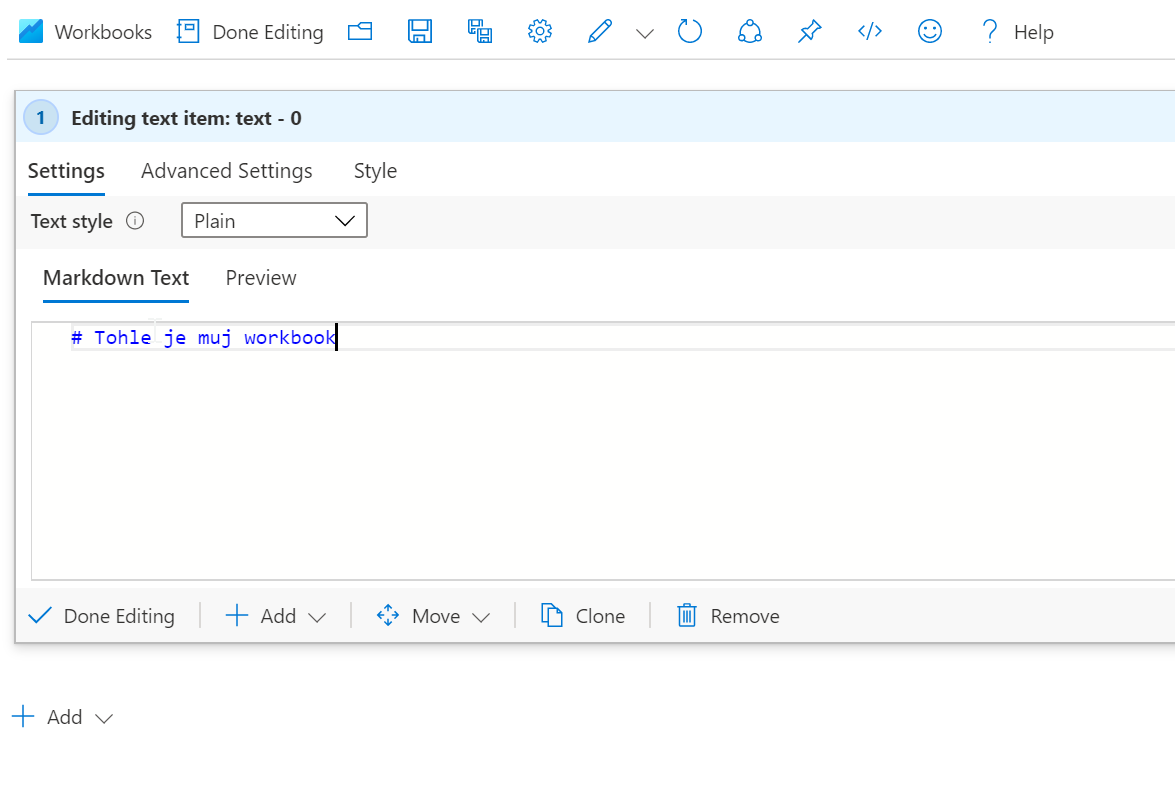 Workbooks Done Editing Help
1 Editing text item: text - 0
Settings Advanced Settings Style
Text style Plain
Markdown Text Preview
# Tohle je muj workbook
Done Editing Add Move Clone Remove
Add